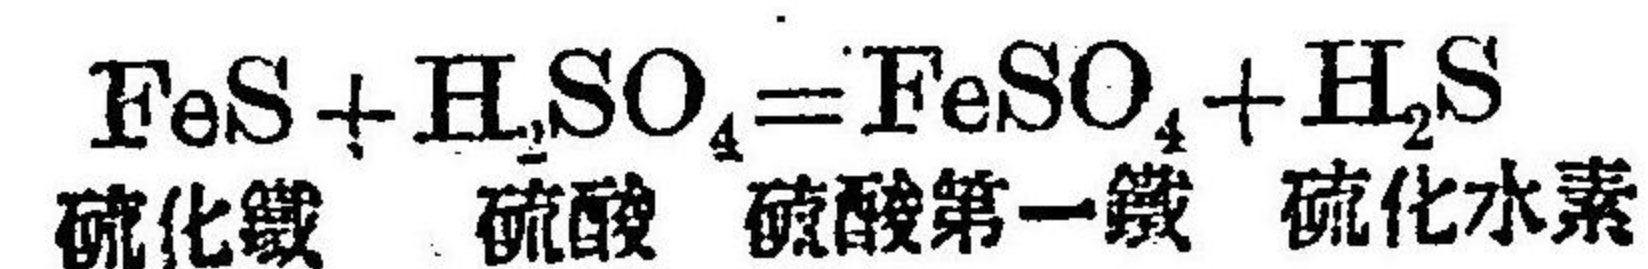 FeS + H₂SO₄ = FeSO₄ + H₂S
硫化鐵 硫酸 硫酸第一鐵 硫化水素